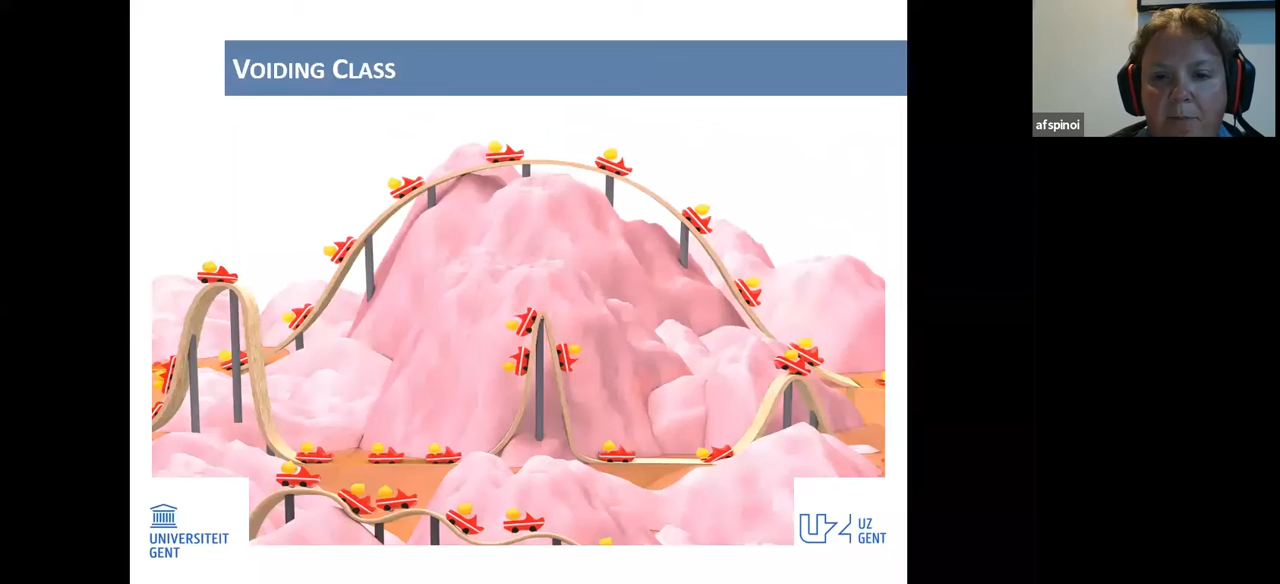 VOIDING CLASS
afspinoi
UNIVERSITEIT
GENT
UZ
GENT